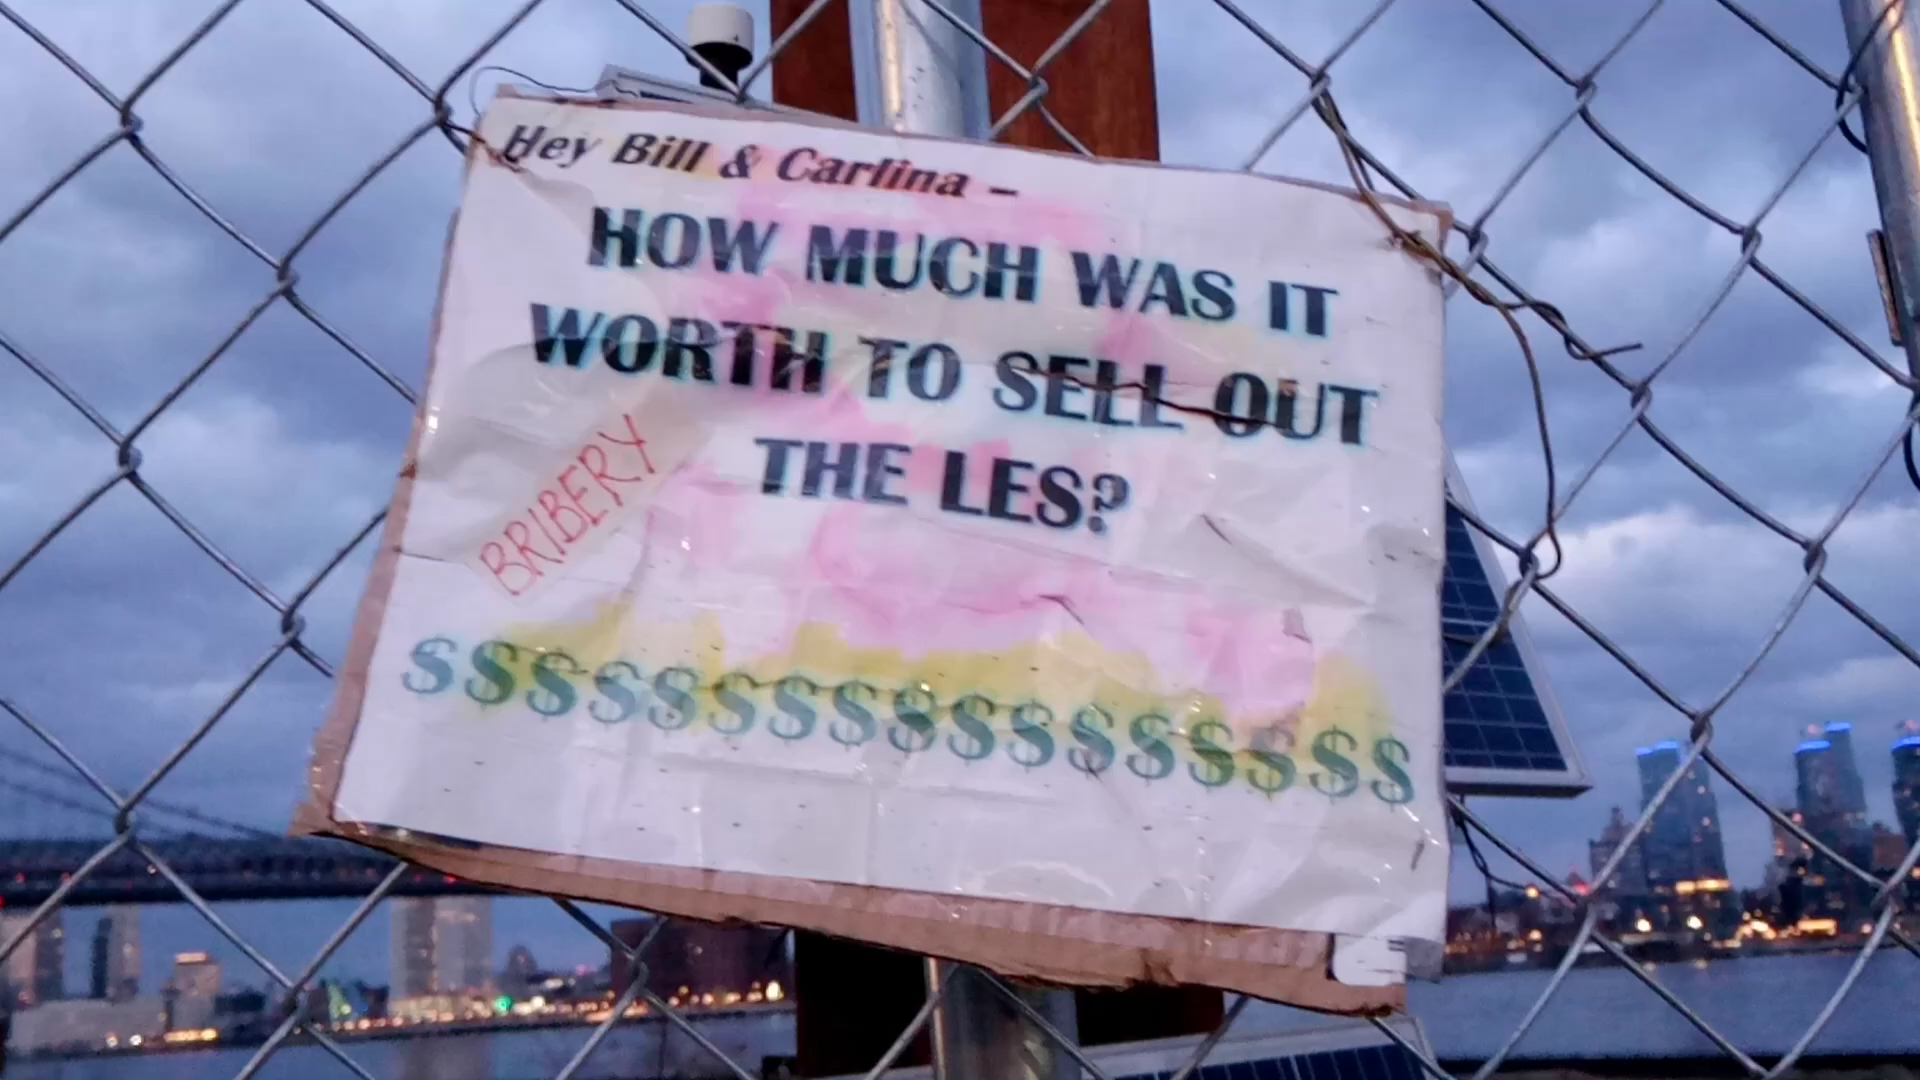 Hey Bill & Carlina –
HOW MUCH WAS IT
WORTH TO SELL OUT
THE LES?
BRIBERY
$$$$$$$$$$$$$$$$$